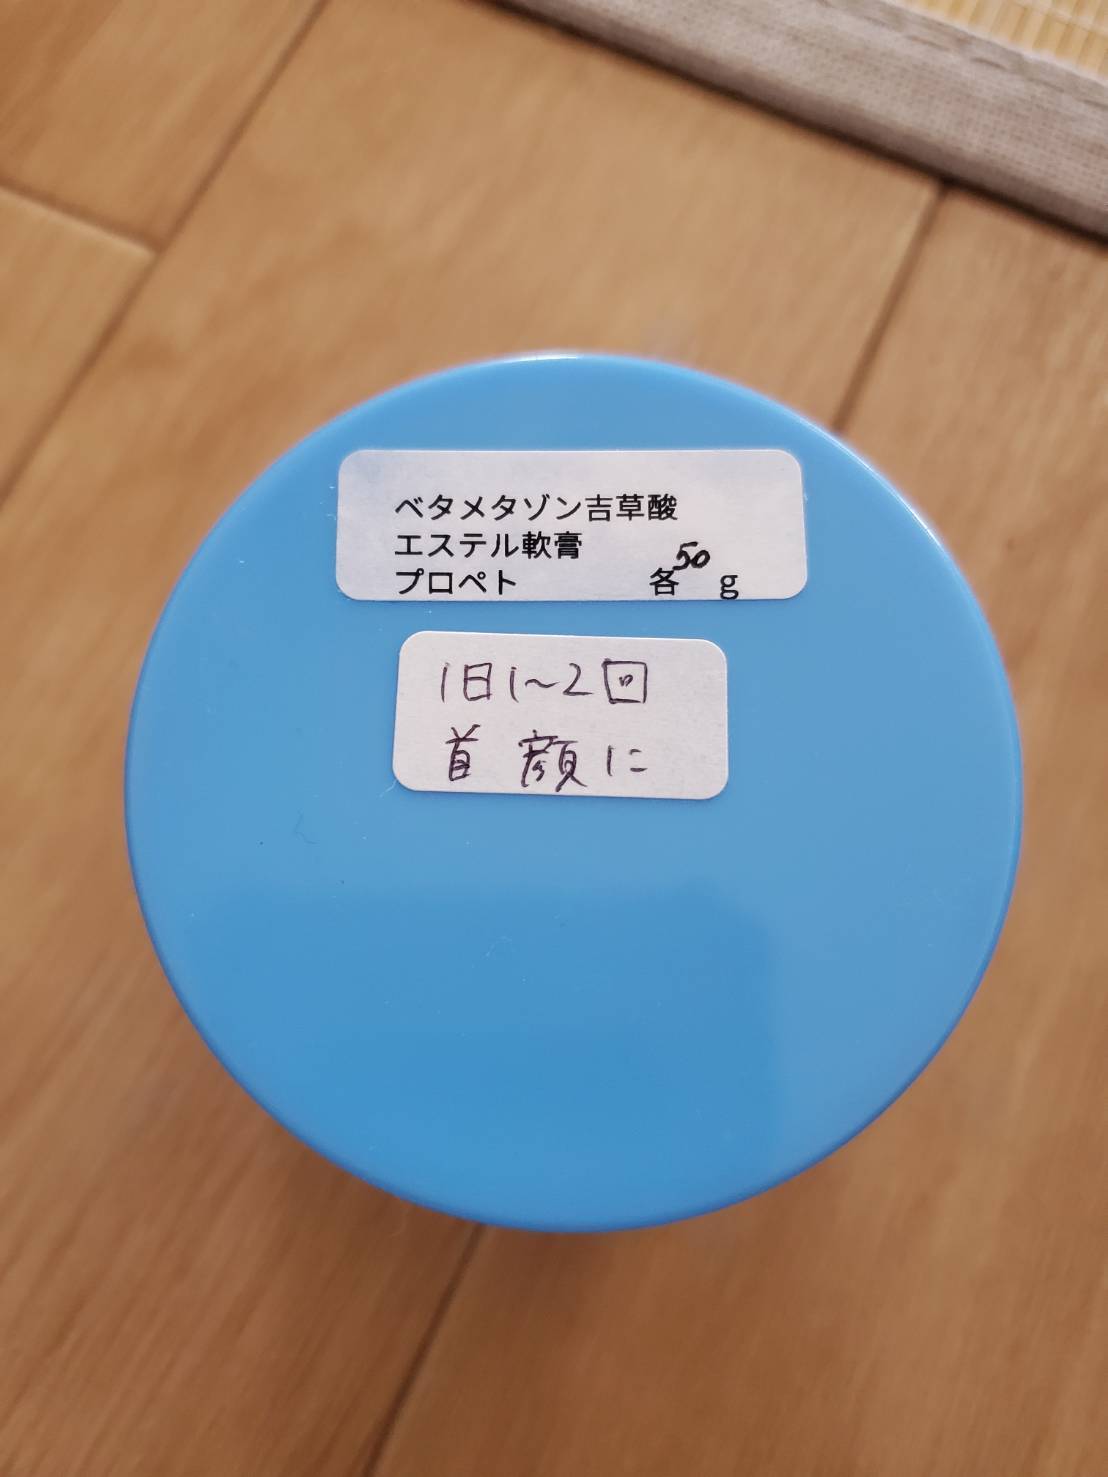 ベタメタゾン吉草酸
エステル軟膏
プロペト 各50g
1日1~2回
首 顔に